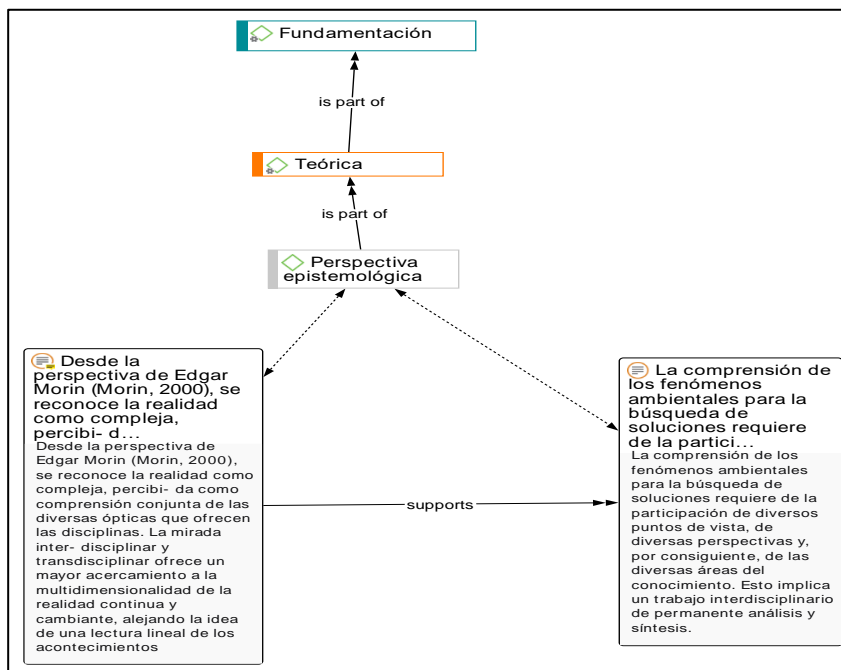 Fundamentación
is part of
Teórica
is part of
Perspectiva
epistemológica
Desde la
perspectiva de Edgar
Morin (Morin, 2000), se
reconoce la realidad
como compleja,
percibi- d...
Desde la perspectiva de
Edgar Morin (Morin, 2000),
se reconoce la realidad como
compleja, percibi- da como
comprensión conjunta de las
diversas ópticas que ofrecen
las disciplinas. La mirada
inter- disciplinar y
transdisciplinar ofrece un
mayor acercamiento a la
multidimensionalidad de la
realidad continua y
cambiante, alejando la idea
de una lectura lineal de los
acontecimientos
supports
La comprensión de
los fenómenos
ambientales para la
búsqueda de
soluciones requiere
de la partici...
La comprensión de los
fenómenos ambientales
para la búsqueda de
soluciones requiere de la
participación de diversos
puntos de vista, de
diversas perspectivas y,
por consiguiente, de las
diversas áreas del
conocimiento. Esto implica
un trabajo interdisciplinario
de permanente análisis y
síntesis.